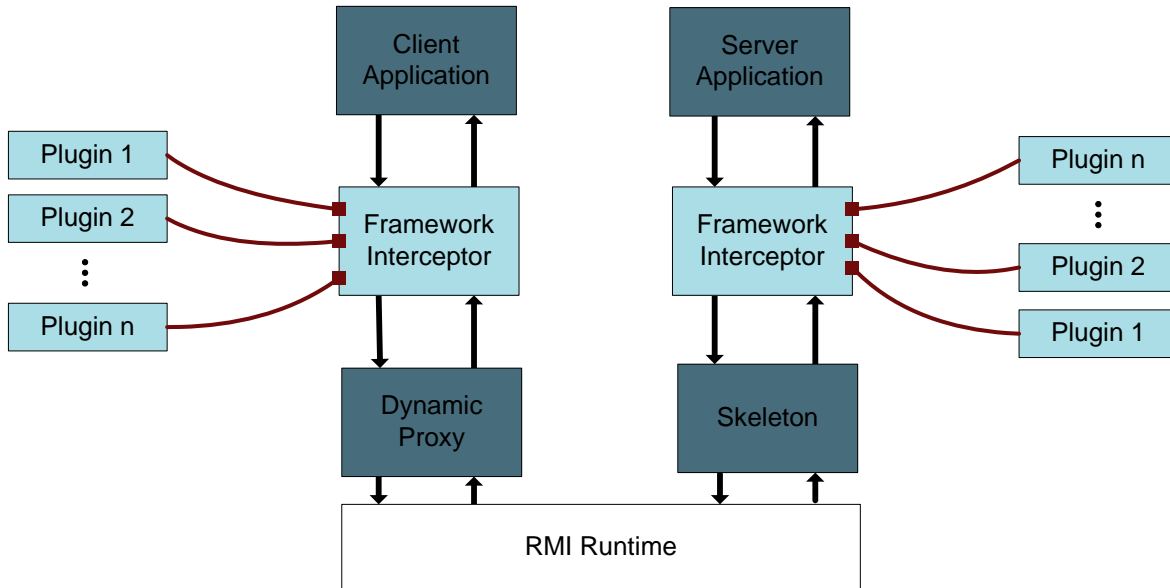 Client
Application
Server
Application
Plugin 1
Plugin 2
Plugin n
Framework
Interceptor
Framework
Interceptor
Plugin n
Plugin 2
Plugin 1
Dynamic
Proxy
Skeleton
RMI Runtime